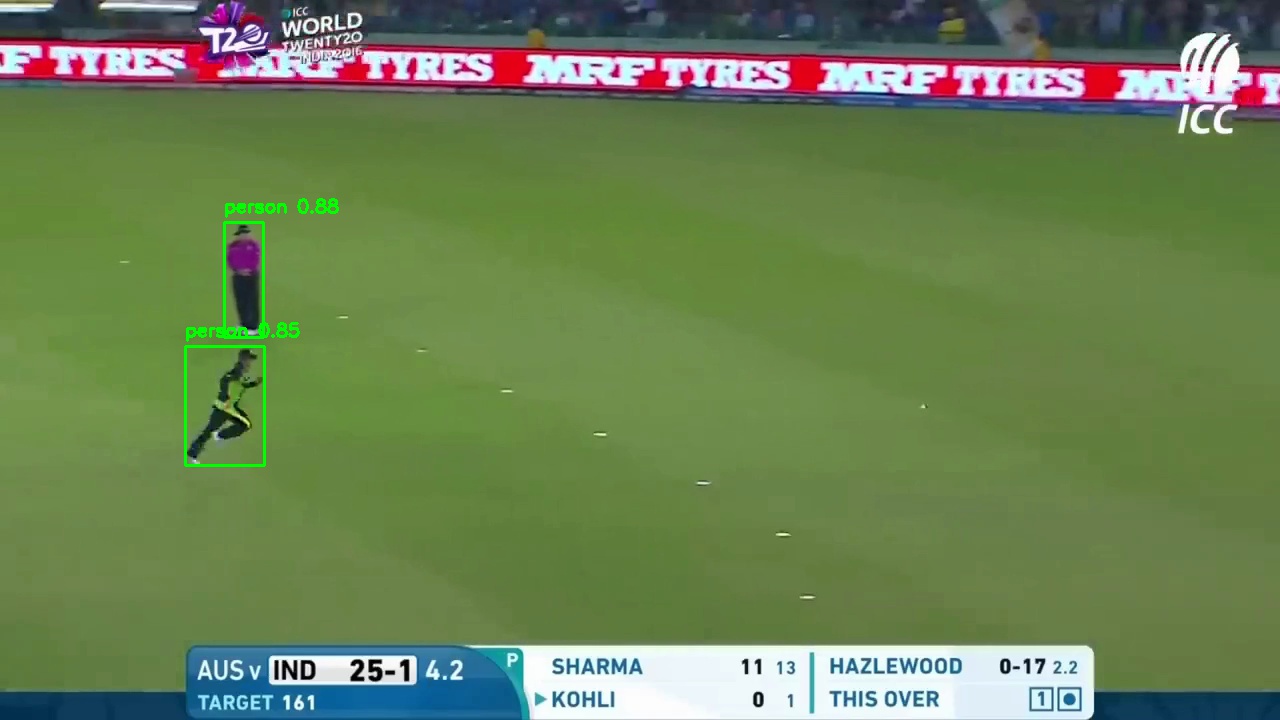 ICC
WORLD
TWENTY20
INDIA 2016
T20
MRF TYRES MRF TYRES MRF TYRES MRF TYRES
ICC
person 0.88
person 0.85
AUS v IND 25-1 4.2
TARGET 161
P
SHARMA 11 13
KOHLI 0 1
HAZLEWOOD 0-17 2.2
THIS OVER 1